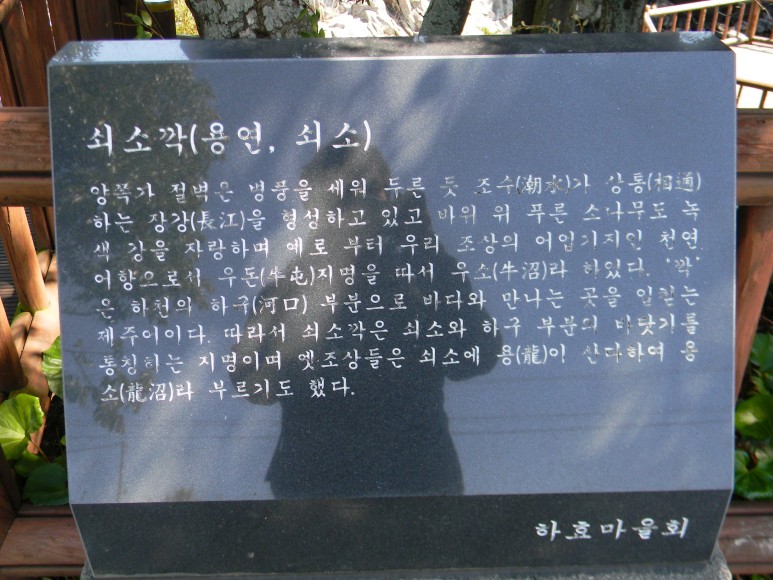 쇠소깍(용연, 쇠소)
양쪽가 절벽은 병풍을 세워 두른 듯 조수(潮水)가 상통(相通)
하는 장강(長江)을 형성하고 있고 바위 위 푸른 소나무도 녹
색 강을 자랑하며 예로 부터 우리 조상의 어업기지인 천연
어항으로서 우돈(牛屯)지명을 따서 우소(牛沼)라 하였다. '깍'
은 하천의 하구(河口) 부분으로 바다와 만나는 곳을 일컫는
제주어이다. 따라서 쇠소깍은 쇠소와 하구 부분의 바닷가를
통칭하는 지명이며 옛조상들은 쇠소에 용(龍)이 산다하여 용
소(龍沼)라 부르기도 했다.
하효마을회